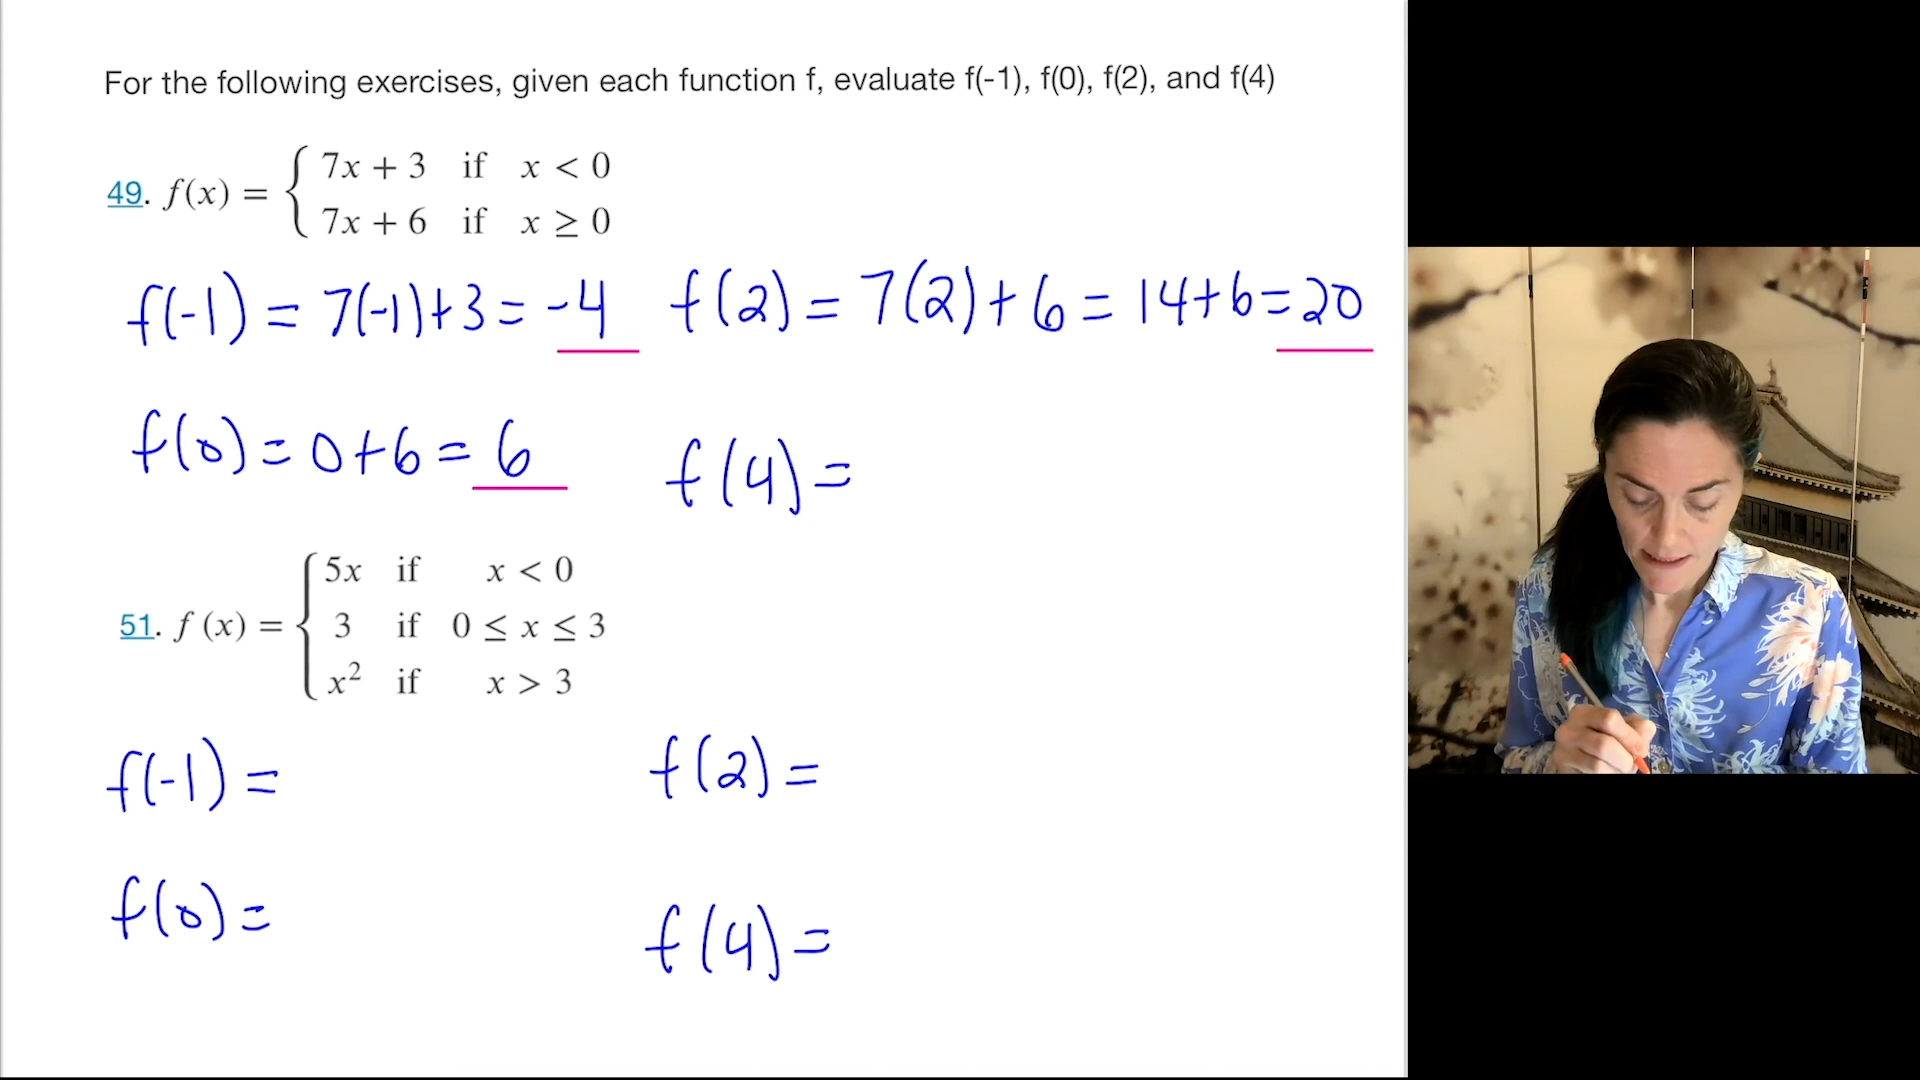 For the following exercises, given each function f, evaluate f(-1), f(0), f(2), and f(4)
49. f(x) = { 7x + 3 if x < 0
7x + 6 if x ≥ 0
f(-1) = 7(-1)+3 = -4 f(2) = 7(2)+6 = 14+6=20
f(0) = 0+6 = 6 f(4) =
51. f (x) = { 5x if x < 0
3 if 0 ≤ x ≤ 3
x² if x > 3
f(-1) = f(2) =
f(0) = f(4) =